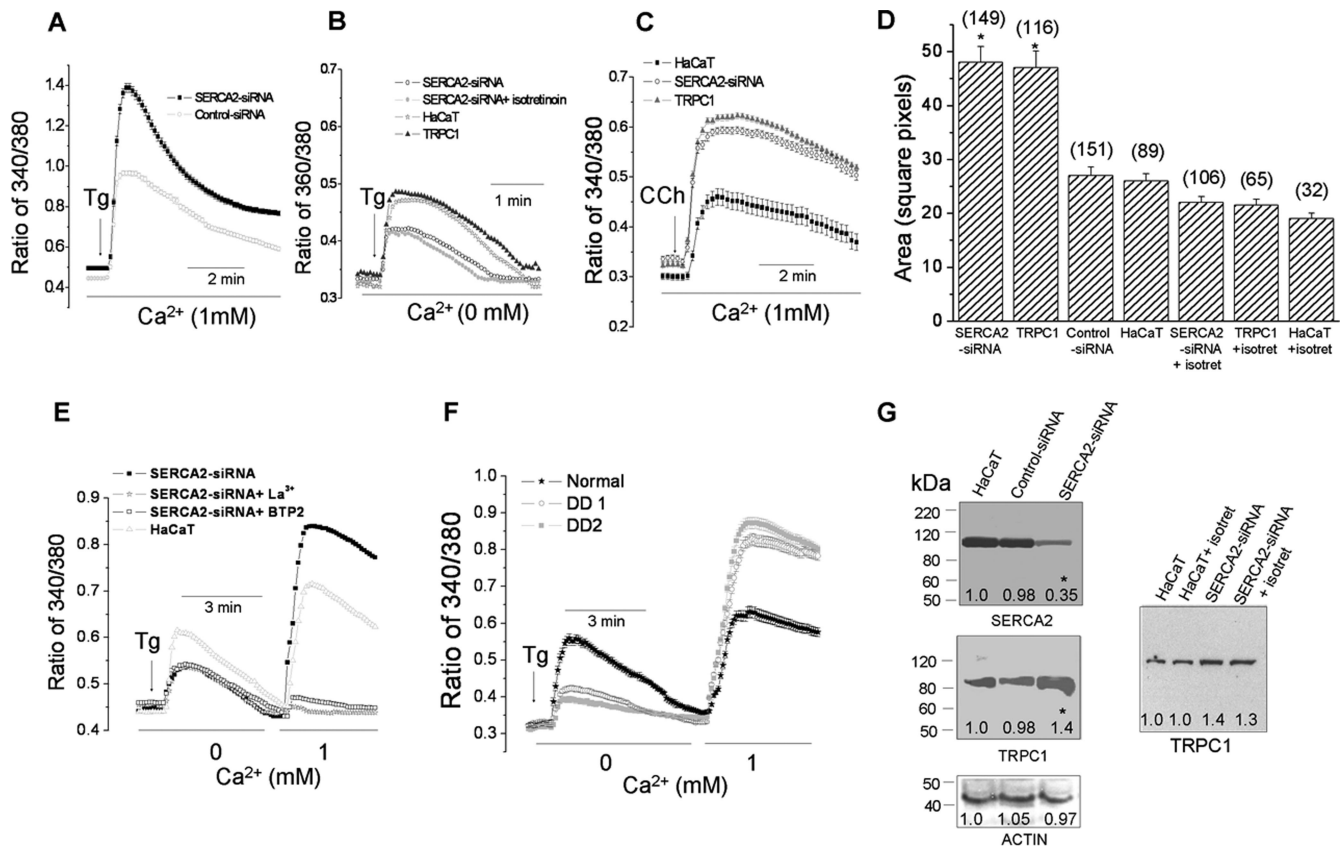 A
Ratio of 340/380
1.4
1.2
1.0
0.8
0.6
0.4
Tg
SERCA2-siRNA
Control-siRNA
2 min
Ca²⁺ (1mM)
B
Ratio of 360/380
0.7
0.6
0.5
0.4
0.3
Tg
SERCA2-siRNA
SERCA2-siRNA+ isotretinoin
HaCaT
TRPC1
1 min
Ca²⁺ (0 mM)
C
Ratio of 340/380
HaCaT
SERCA2-siRNA
TRPC1
0.7
0.6
0.5
0.4
0.3
0.2
CCh
2 min
Ca²⁺ (1mM)
D
Area (square pixels)
50
40
30
20
10
0
(149)
*
(116)
*
(151)
(89)
(106)
(65)
(32)
SERCA2
-siRNA
TRPC1
Control
-siRNA
HaCaT
SERCA2
-siRNA
+ isotret
TRPC1
+isotret
HaCaT
+isotret
E
SERCA2-siRNA
SERCA2-siRNA+ La³⁺
SERCA2-siRNA+ BTP2
HaCaT
Ratio of 340/380
0.9
0.8
0.7
0.6
0.5
0.4
Tg
3 min
0
1
Ca²⁺ (mM)
F
Ratio of 340/380
1.0
0.9
0.8
0.7
0.6
0.5
0.4
0.3
Normal
DD 1
DD2
Tg
3 min
0
1
Ca²⁺ (mM)
G
kDa
HaCaT
Control-siRNA
SERCA2-siRNA
220
120
80
60
50
*
1.0 0.98 0.35
SERCA2
120
80
60
50
*
1.0 0.98 1.4
TRPC1
50
40
1.0 1.05 0.97
ACTIN
HaCaT
HaCaT+ isotret
SERCA2-siRNA
SERCA2-siRNA
+ isotret
120
80
60
50
1.0 1.0 1.4 1.3
TRPC1